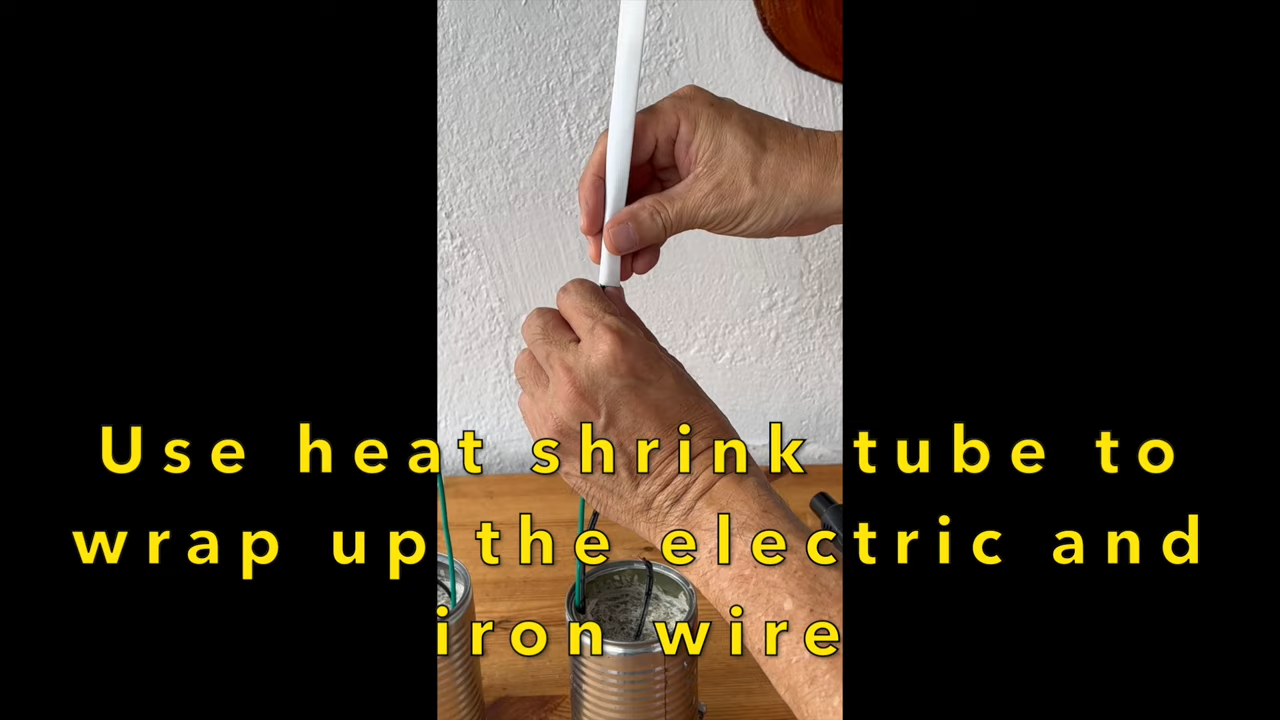 Use heat shrink tube to
wrap up the electric and
iron wire